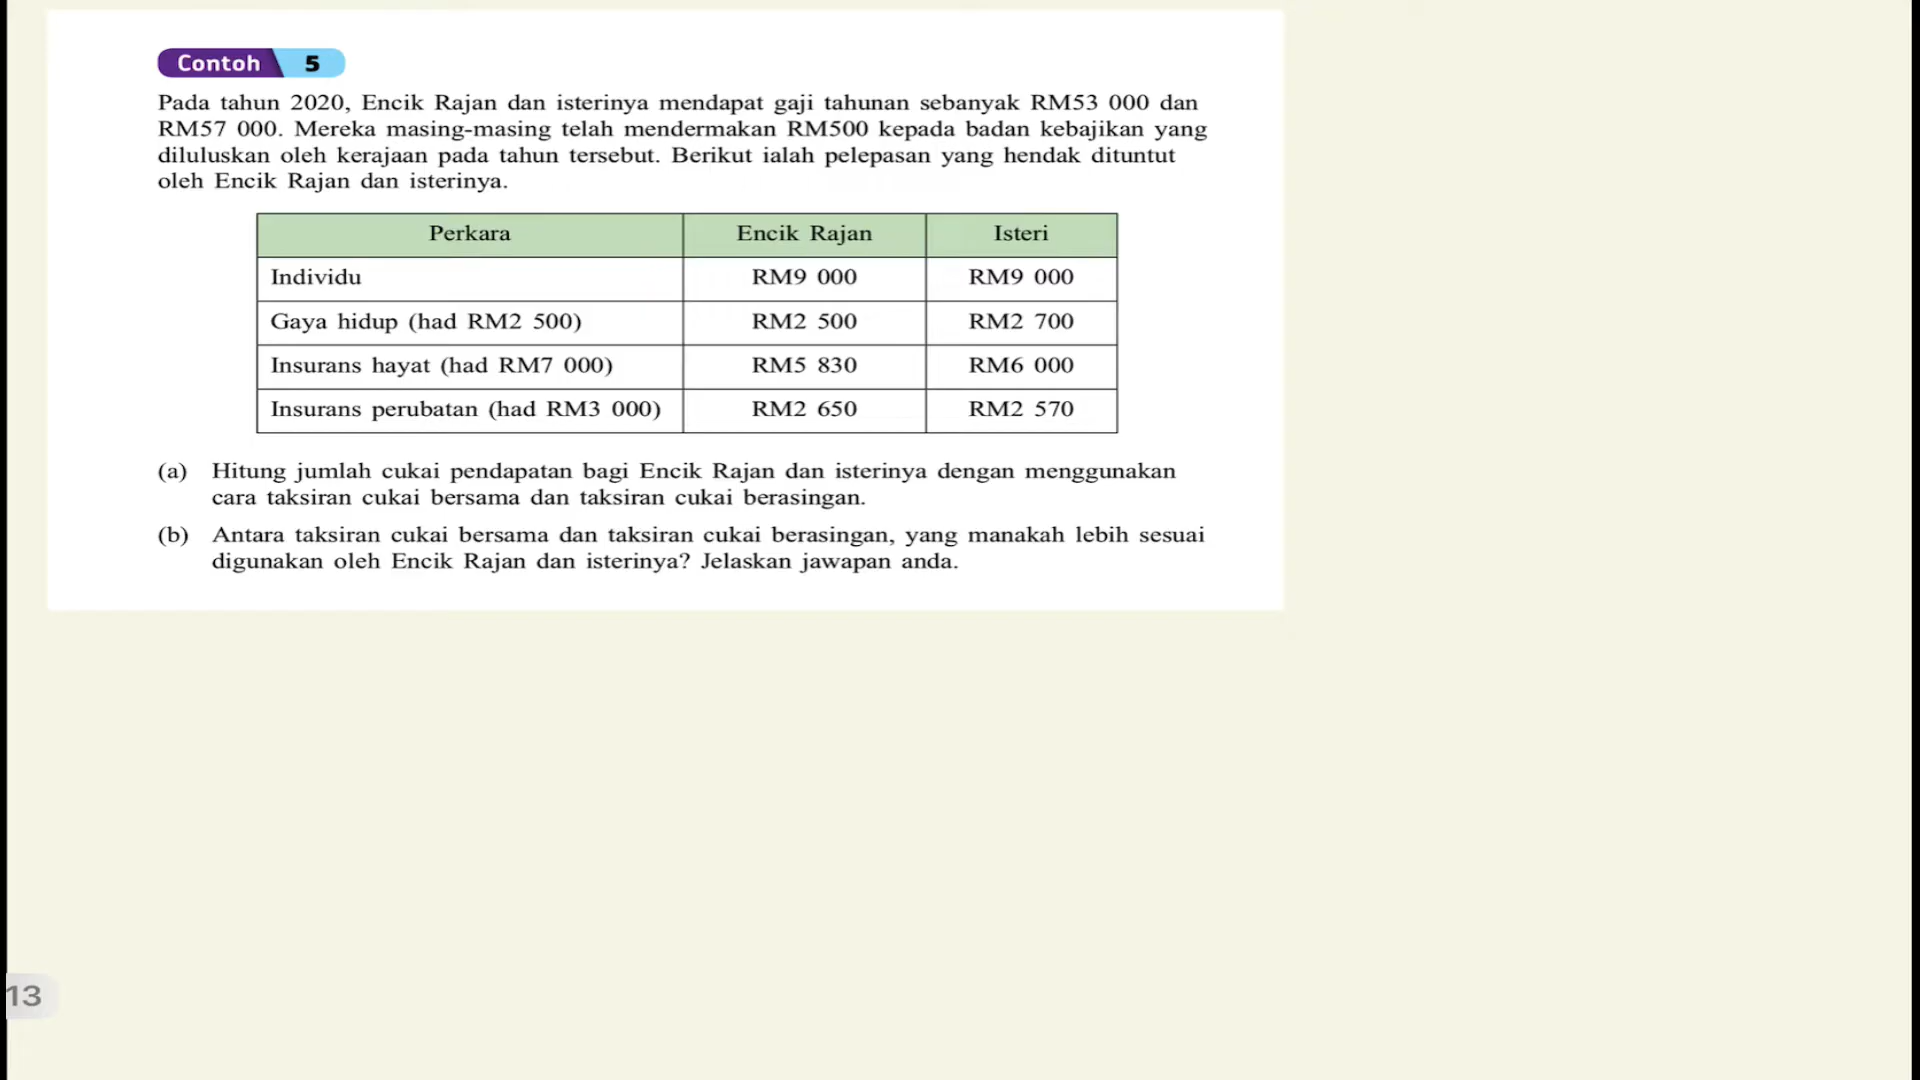 Contoh 5
Pada tahun 2020, Encik Rajan dan isterinya mendapat gaji tahunan sebanyak RM53 000 dan
RM57 000. Mereka masing-masing telah mendermakan RM500 kepada badan kebajikan yang
diluluskan oleh kerajaan pada tahun tersebut. Berikut ialah pelepasan yang hendak dituntut
oleh Encik Rajan dan isterinya.
Perkara Encik Rajan Isteri
Individu RM9 000 RM9 000
Gaya hidup (had RM2 500) RM2 500 RM2 700
Insurans hayat (had RM7 000) RM5 830 RM6 000
Insurans perubatan (had RM3 000) RM2 650 RM2 570
(a) Hitung jumlah cukai pendapatan bagi Encik Rajan dan isterinya dengan menggunakan
cara taksiran cukai bersama dan taksiran cukai berasingan.
(b) Antara taksiran cukai bersama dan taksiran cukai berasingan, yang manakah lebih sesuai
digunakan oleh Encik Rajan dan isterinya? Jelaskan jawapan anda.
13